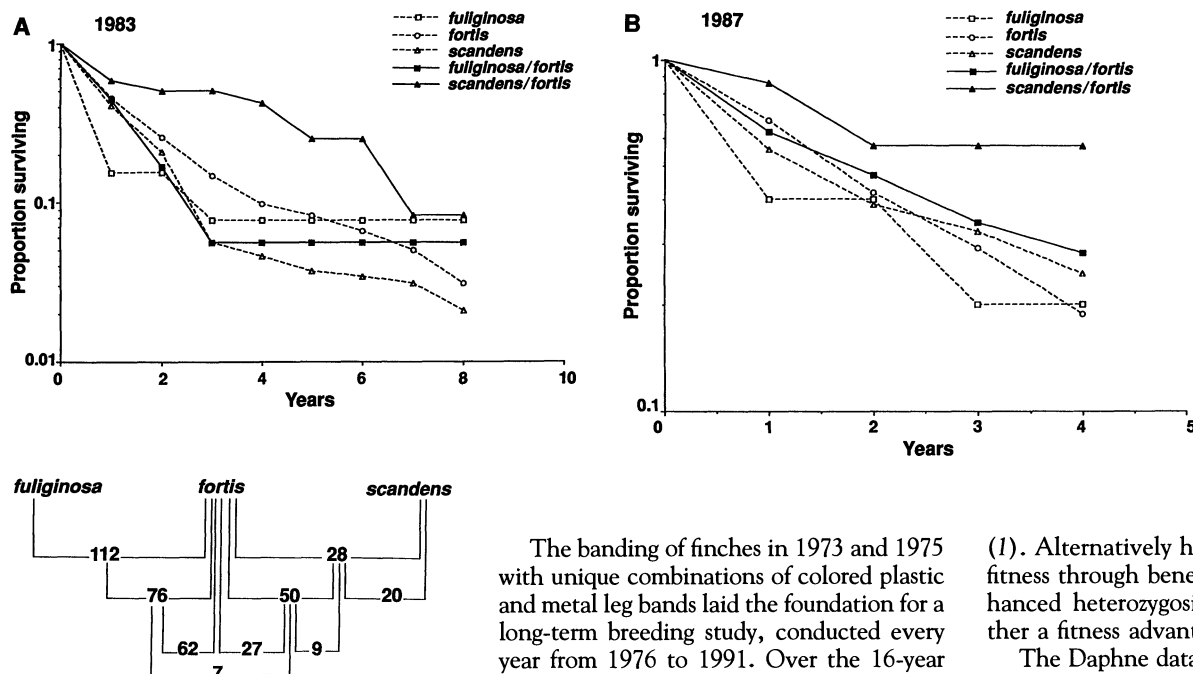 A 1983
fuliginosa
fortis
scandens
fuliginosa/fortis
scandens/fortis
Proportion surviving
1
0.1
0.01
0 2 4 6 8 10
Years
B 1987
fuliginosa
fortis
scandens
fuliginosa/fortis
scandens/fortis
Proportion surviving
1
0.1
0 1 2 3 4 5
Years
fuliginosa fortis scandens
112 28
76 50 20
62 27 9
7
The banding of finches in 1973 and 1975
with unique combinations of colored plastic
and metal leg bands laid the foundation for a
long-term breeding study, conducted every
year from 1976 to 1991. Over the 16-year
(1). Alternatively h
fitness through bene
hanced heterozygosi
ther a fitness advant
The Daphne data